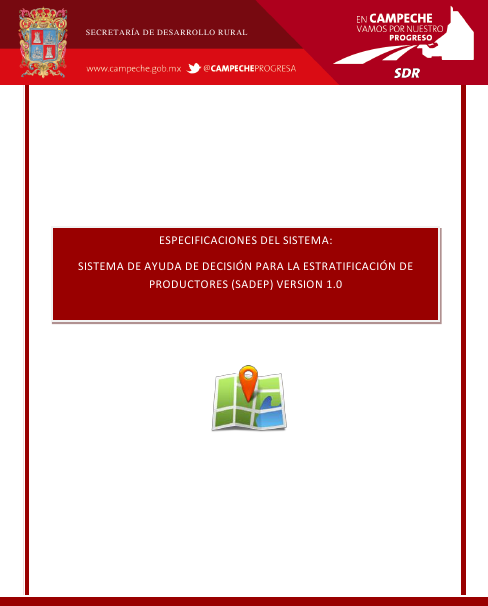 SECRETARÍA DE DESARROLLO RURAL
www.campeche.gob.mx @CAMPECHEPROGRESA
EN CAMPECHE
VAMOS POR NUESTRO
PROGRESO
SDR
ESPECIFICACIONES DEL SISTEMA:
SISTEMA DE AYUDA DE DECISIÓN PARA LA ESTRATIFICACIÓN DE
PRODUCTORES (SADEP) VERSION 1.0